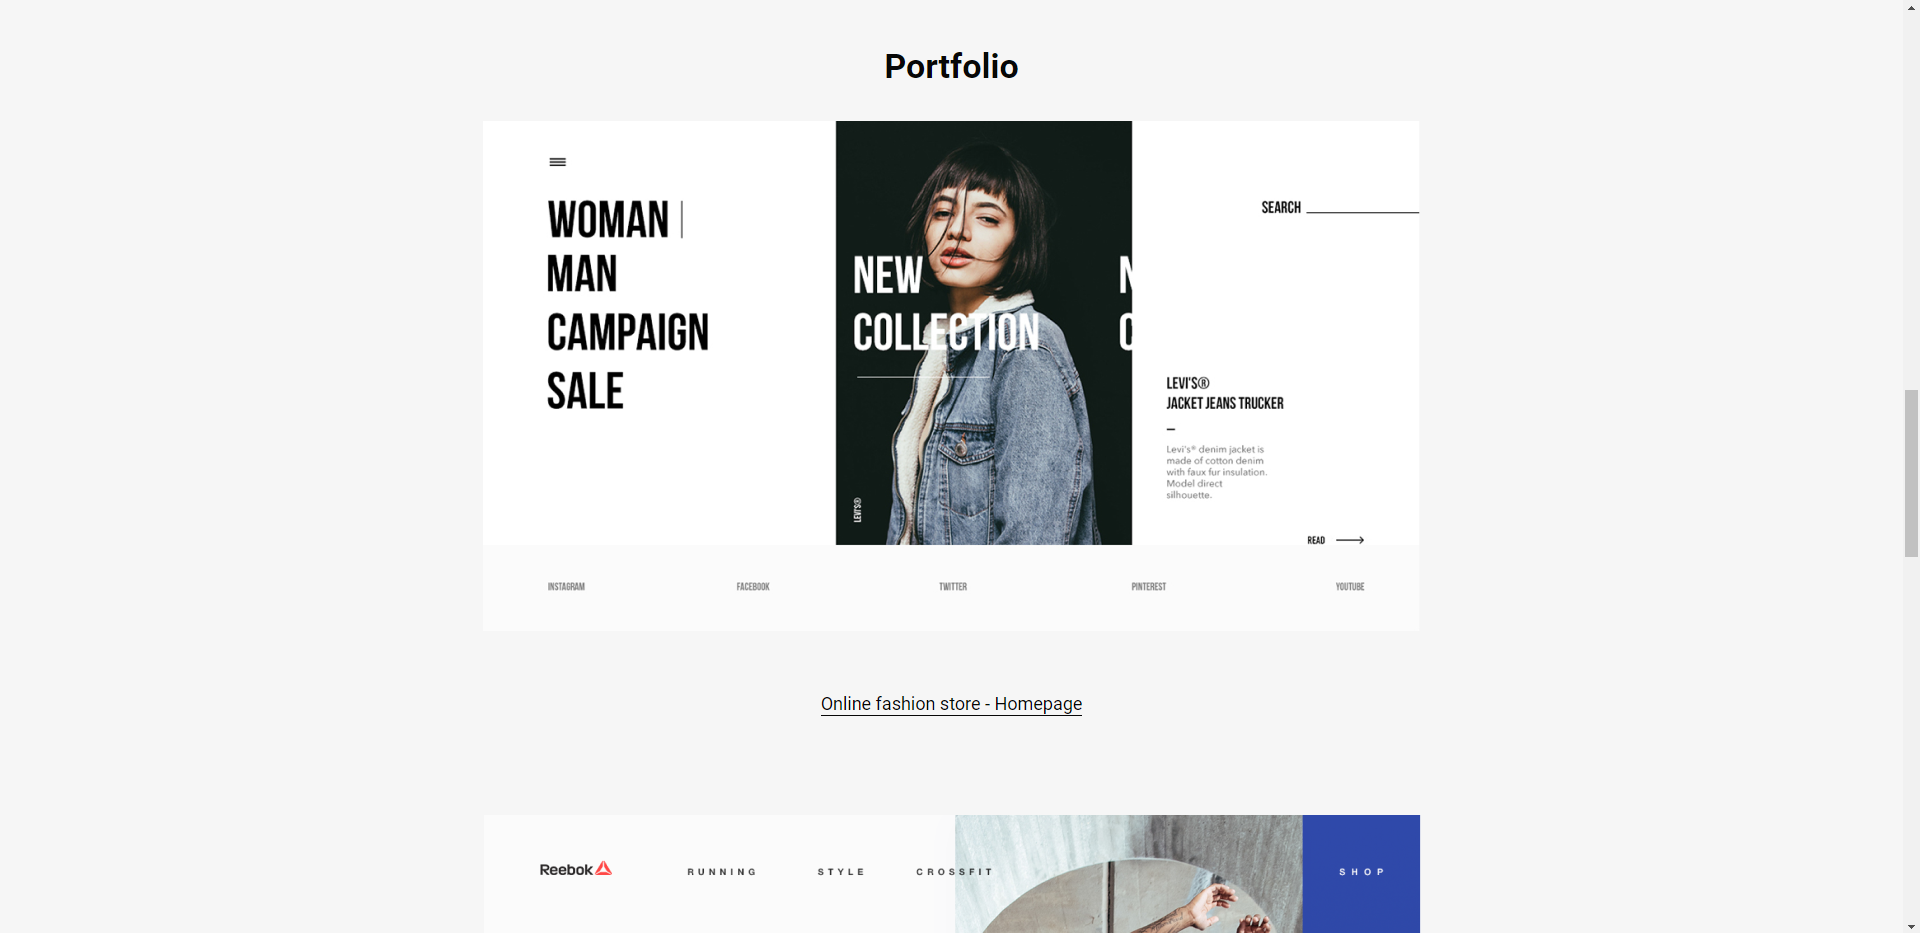 Portfolio
WOMAN
MAN
CAMPAIGN
SALE
NEW
COLLECTION
N
C
LEVI'S®
SEARCH
LEVI'S®
JACKET JEANS TRUCKER
Levi's® denim jacket is
made of cotton denim
with faux fur insulation.
Model direct
silhouette.
READ
INSTAGRAM FACEBOOK TWITTER PINTEREST YOUTUBE
Online fashion store - Homepage
Reebok RUNNING STYLE CROSSFIT SHOP